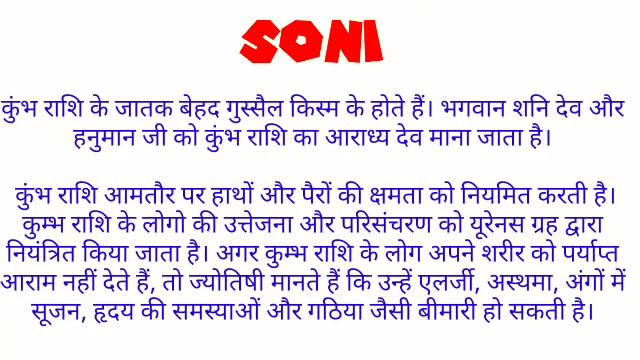 SONI
कुंभ राशि के जातक बेहद गुस्सैल किस्म के होते हैं। भगवान शनि देव और
हनुमान जी को कुंभ राशि का आराध्य देव माना जाता है।
कुंभ राशि आमतौर पर हाथों और पैरों की क्षमता को नियमित करती है।
कुम्भ राशि के लोगो की उत्तेजना और परिसंचरण को यूरेनस ग्रह द्वारा
नियंत्रित किया जाता है। अगर कुम्भ राशि के लोग अपने शरीर को पर्याप्त
आराम नहीं देते हैं, तो ज्योतिषी मानते हैं कि उन्हें एलर्जी, अस्थमा, अंगों में
सूजन, हृदय की समस्याओं और गठिया जैसी बीमारी हो सकती है।